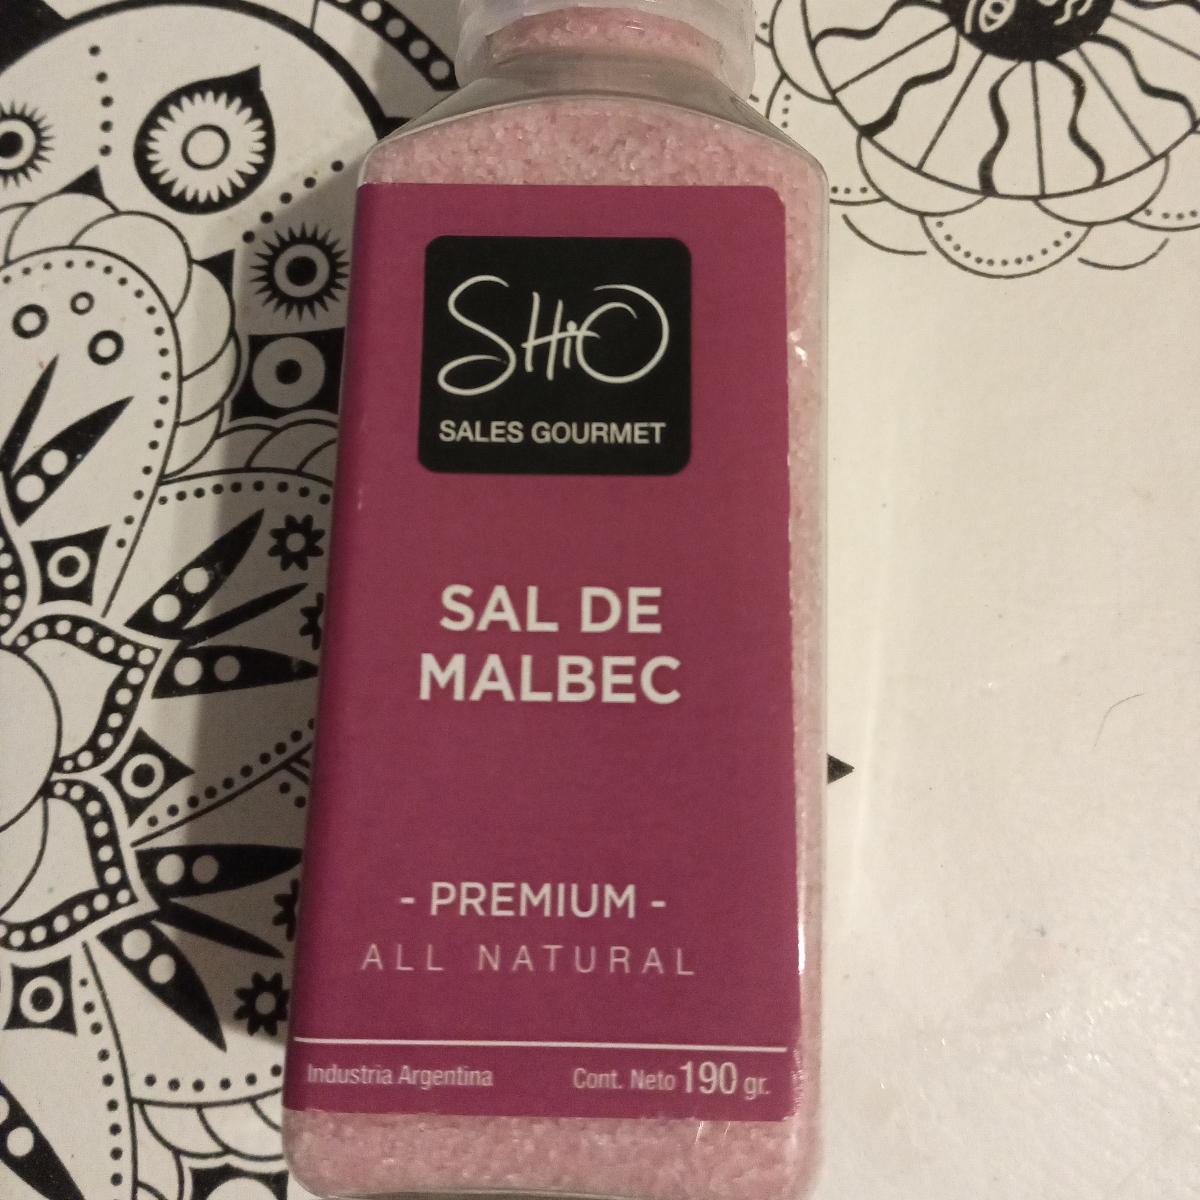 SHiO
SALES GOURMET
SAL DE
MALBEC
- PREMIUM -
ALL NATURAL
Industria Argentina
Cont. Neto 190 gr.